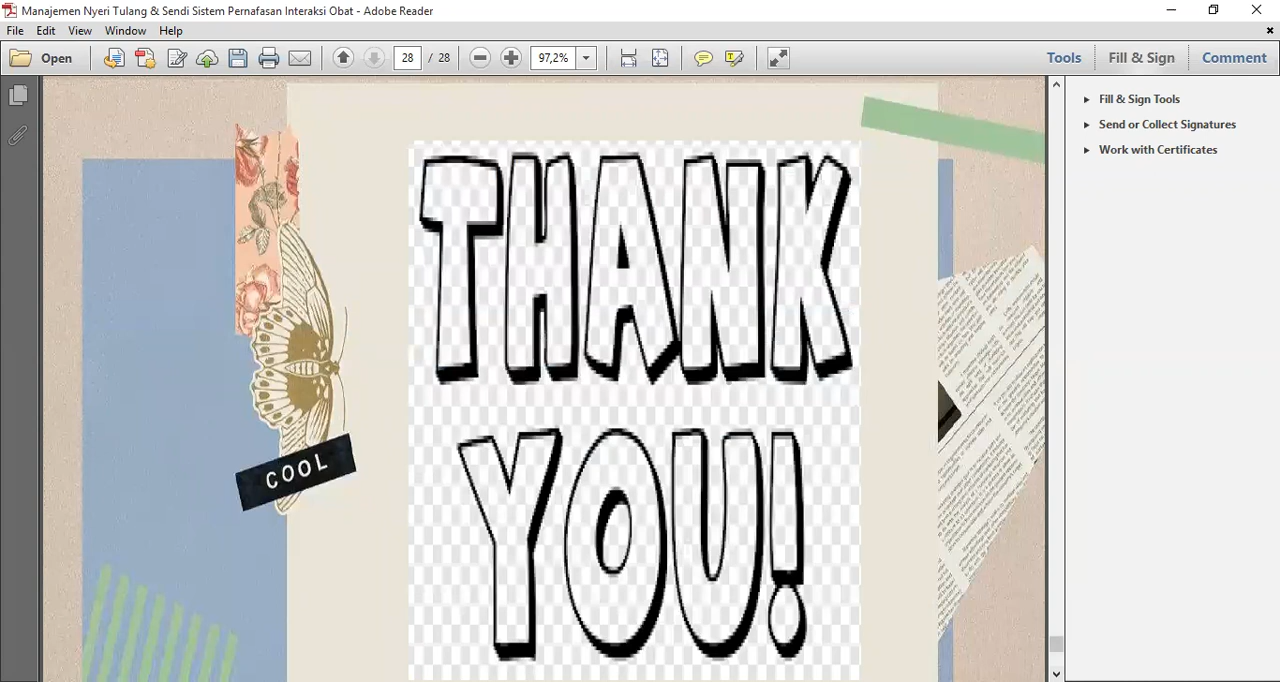 Manajemen Nyeri Tulang & Sendi Sistem Pernafasan Interaksi Obat - Adobe Reader
File Edit View Window Help
Open 28 / 28 97,2% Tools Fill & Sign Comment
Fill & Sign Tools
Send or Collect Signatures
Work with Certificates
THANK
YOU!
COOL